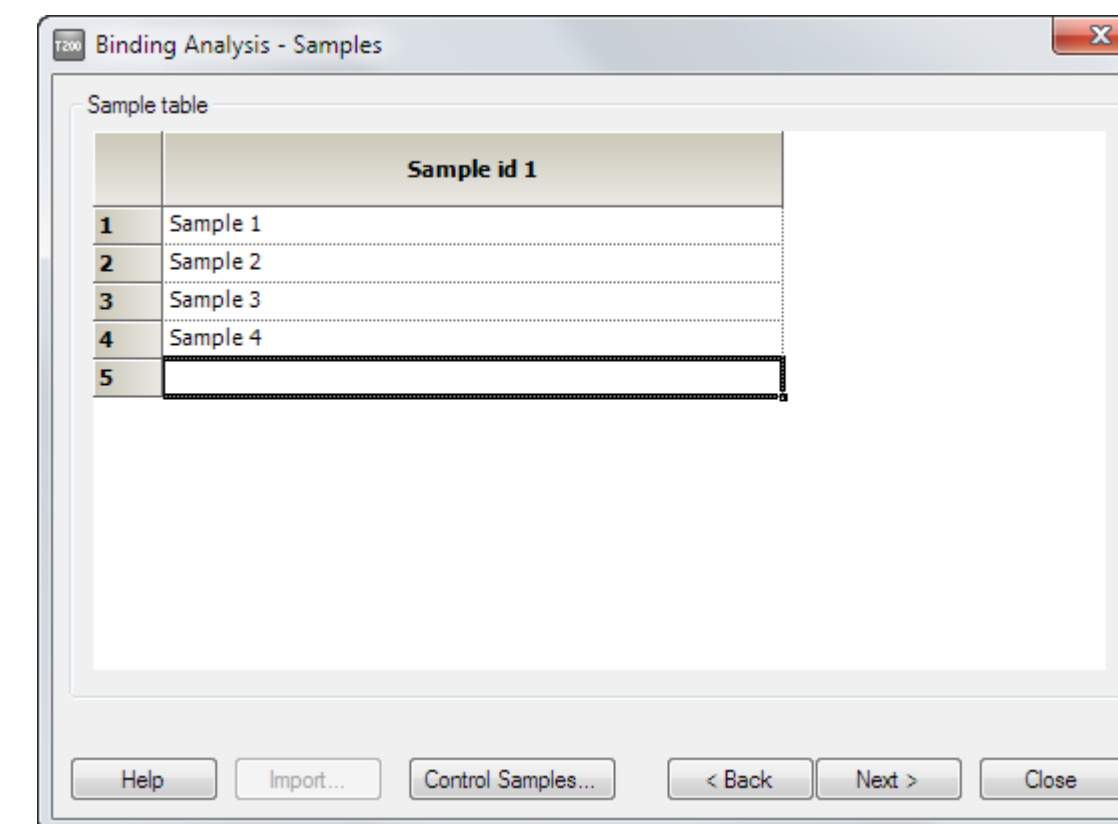 T200 Binding Analysis - Samples X
Sample table
Sample id 1
1 Sample 1
2 Sample 2
3 Sample 3
4 Sample 4
5
Help Import... Control Samples... < Back Next > Close